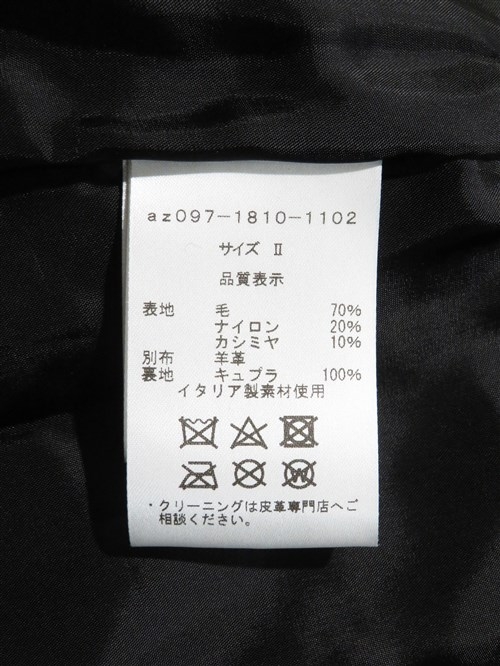 az097-1810-1102
サイズ Ⅱ
品質表示
表地 毛 70%
ナイロン 20%
カシミヤ 10%
別布 羊革
裏地 キュプラ 100%
イタリア製素材使用
W
・クリーニングは皮革専門店へご
相談ください。